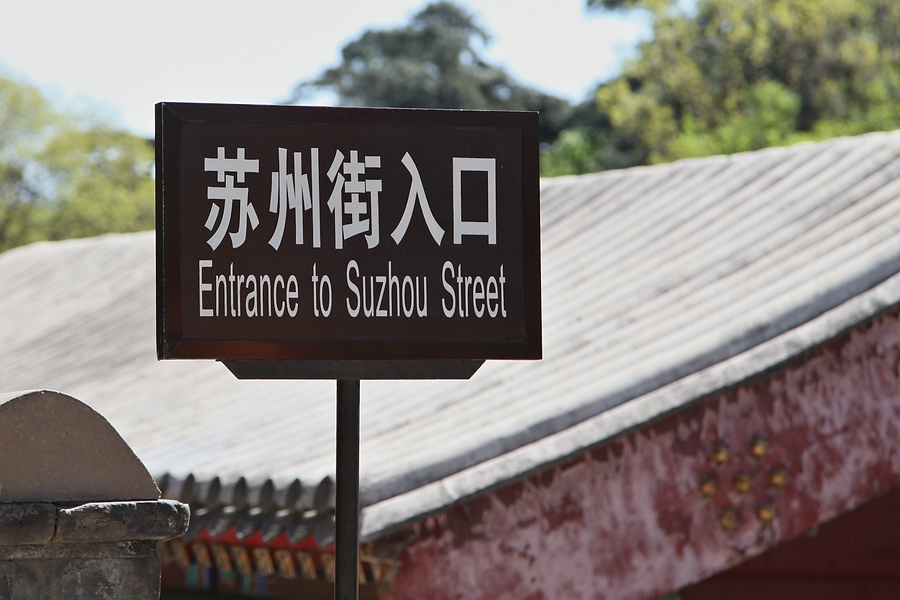 苏州街入口
Entrance to Suzhou Street